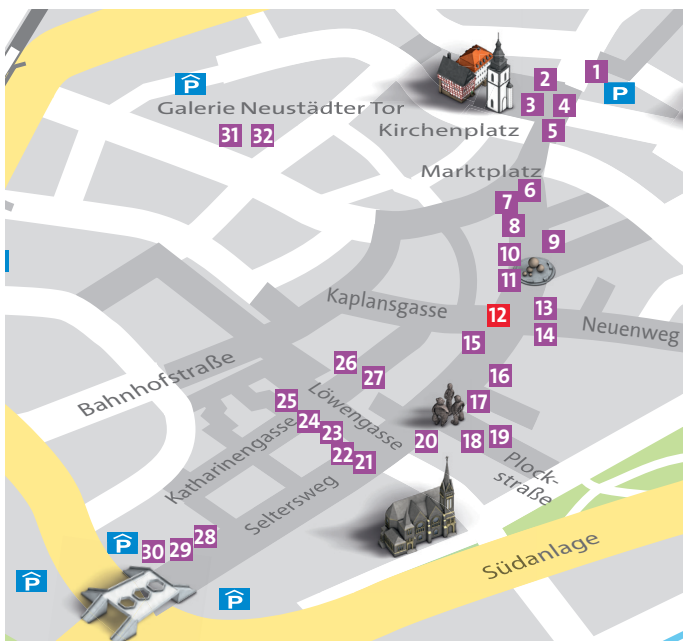 1
2
P
P
3
4
Galerie Neustädter Tor
Kirchenplatz
5
31
32
Marktplatz
6
7
8
9
10
11
Kaplansgasse
12
13
Neuenweg
14
15
26
27
16
Bahnhofstraße
25
Löwengasse
17
24
23
Katharinengasse
20
18
19
22
21
Plock-
straße
Seltersweg
28
P
30
29
Südanlage
P
P